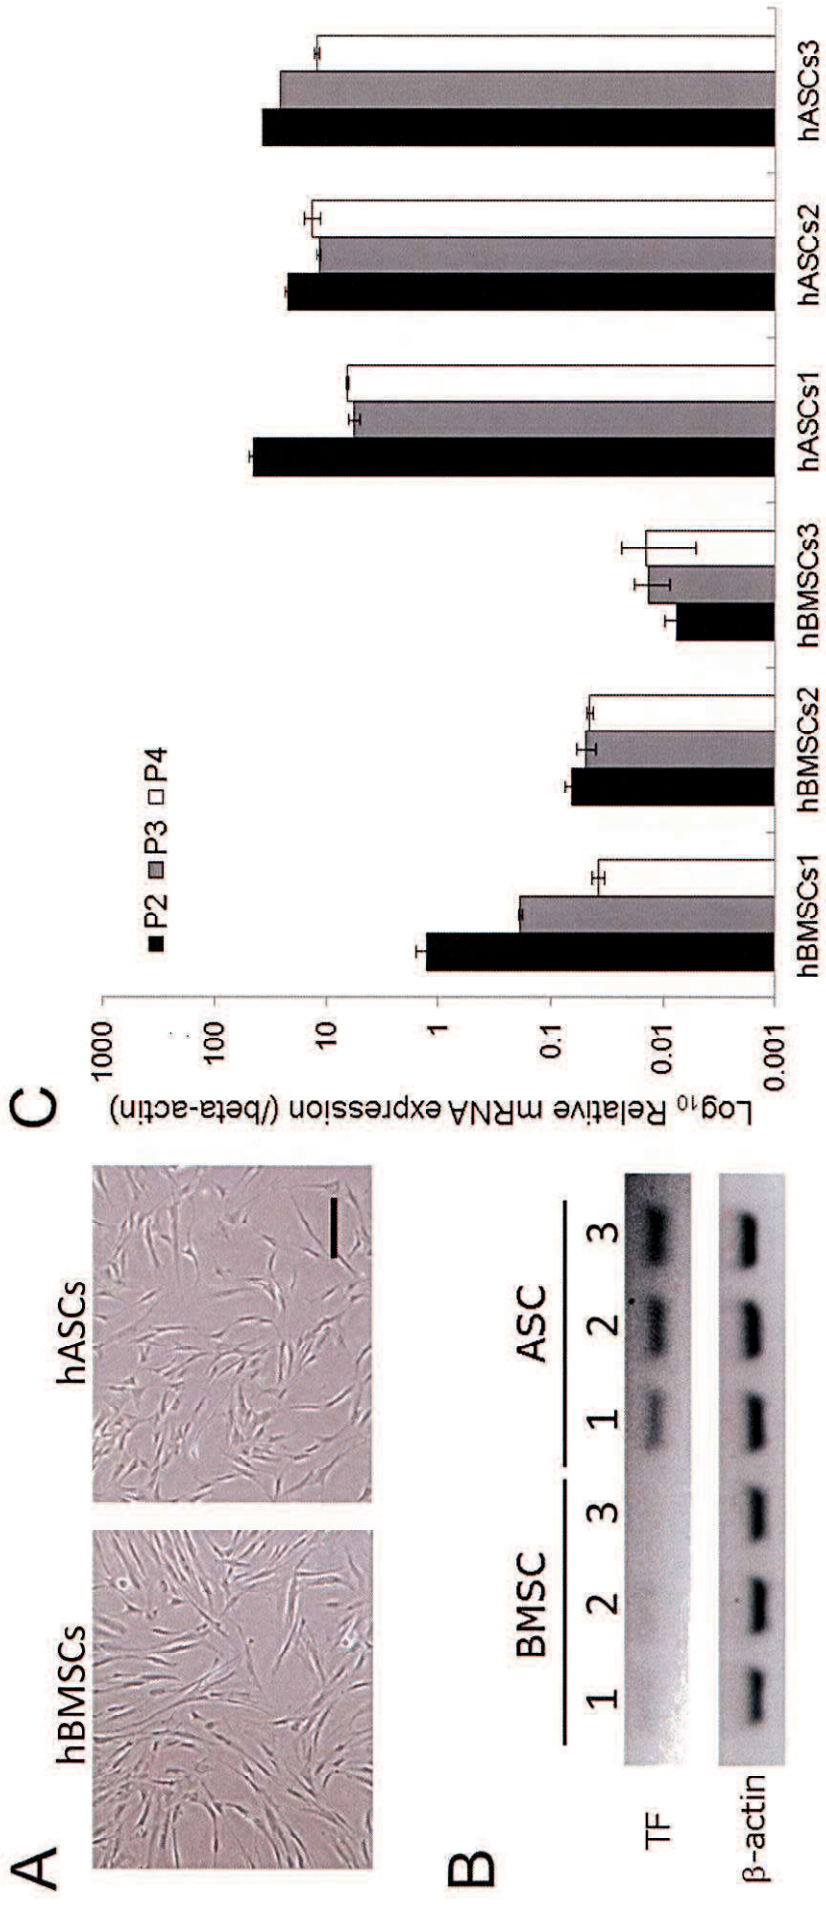 A
hBMSCs hASCs
B
BMSC ASC
1 2 3 1 2 3
TF
β-actin
C
Log₁₀ Relative mRNA expression (/beta-actin)
1000
100
10
1
0.1
0.01
0.001
P2 P3 P4
hBMSCs1 hBMSCs2 hBMSCs3 hASCs1 hASCs2 hASCs3